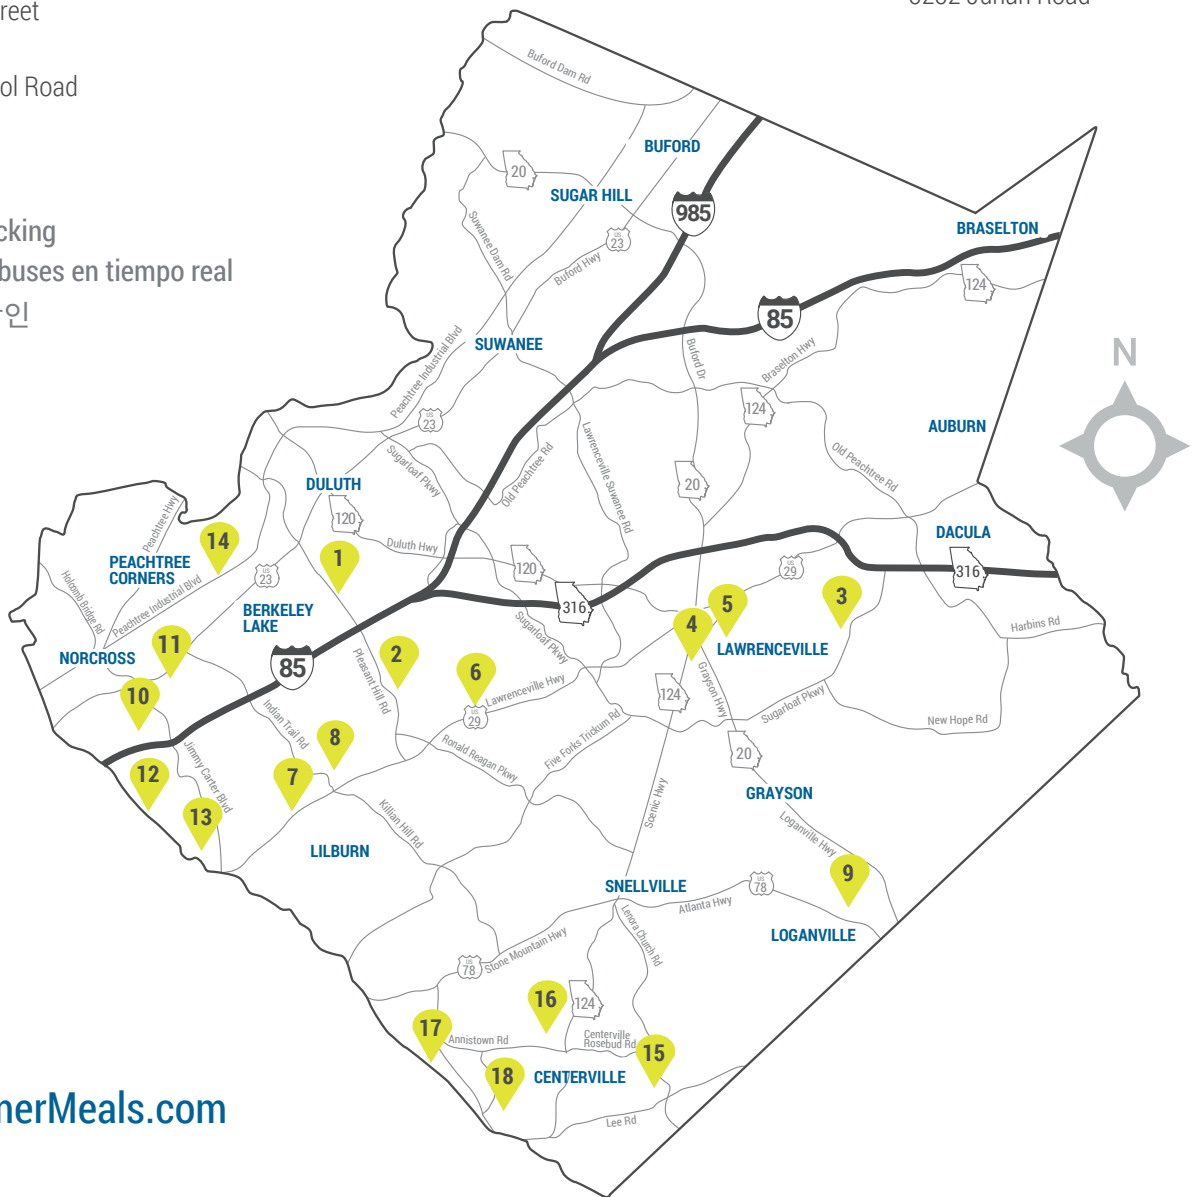 reet
ol Road
cking
buses en tiempo real
인
Buford Dam Rd
BUFORD
20
SUGAR HILL
985
BRASELTON
Suwanee Dam Rd
US
23
Buford Hwy
124
85
SUWANEE
Peachtree Industrial Blvd
Buford Dr
Braselton Hwy
N
US
23
124
AUBURN
Sugarloaf Pkwy
Old Peachtree Rd
Lawrenceville Suwanee Rd
Old Peachtree Rd
20
DULUTH
120
Peachtree Hwy
14
Duluth Hwy
1
DACULA
PEACHTREE
CORNERS
US
23
120
US
29
316
Holcomb Bridge Rd
Peachtree Industrial Blvd
BERKELEY
LAKE
316
3
5
4
Sugarloaf Pkwy
Harbins Rd
11
NORCROSS
85
Pleasant Hill Rd
2
6
LAWRENCEVILLE
10
Lawrenceville Hwy
US
29
124
Grayson Hwy
Sugarloaf Pkwy
New Hope Rd
Indian Trail Rd
8
Ronald Reagan Pkwy
Five Forks Trickum Rd
20
12
Jimmy Carter Blvd
7
GRAYSON
13
Killian Hill Rd
Scenic Hwy
Loganville Hwy
LILBURN
9
SNELLVILLE
US
78
Atlanta Hwy
Lenora Church Rd
LOGANVILLE
Stone Mountain Hwy
US
78
16
124
17
Annistown Rd
Centerville
Rosebud Rd
15
18
CENTERVILLE
Lee Rd
nerMeals.com